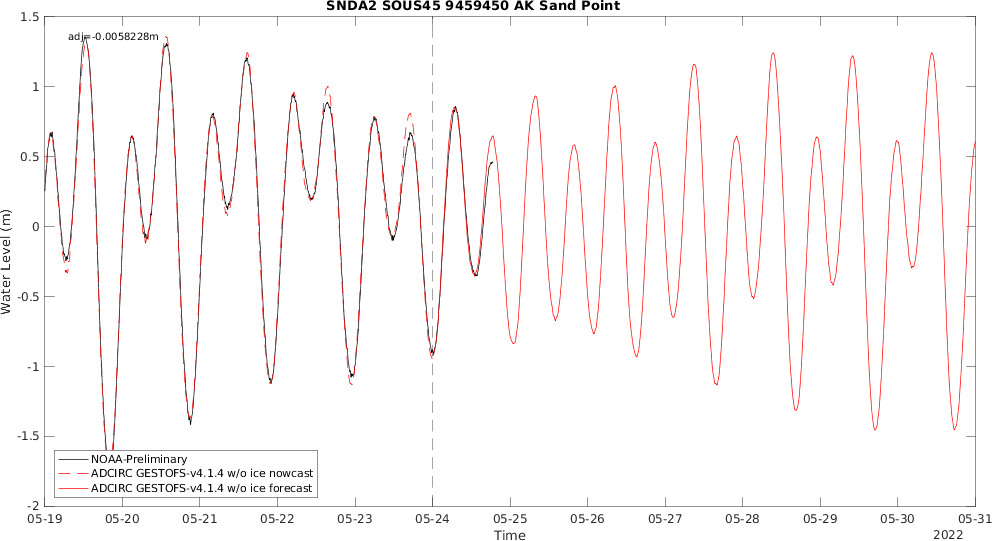 SNDA2 SOUS45 9459450 AK Sand Point
adj=-0.0058228m
1.5
1
0.5
0
-0.5
-1
-1.5
-2
Water Level (m)
NOAA-Preliminary
ADCIRC GESTOFS-v4.1.4 w/o ice nowcast
ADCIRC GESTOFS-v4.1.4 w/o ice forecast
05-19 05-20 05-21 05-22 05-23 05-24 05-25 05-26 05-27 05-28 05-29 05-30 05-31
Time
2022